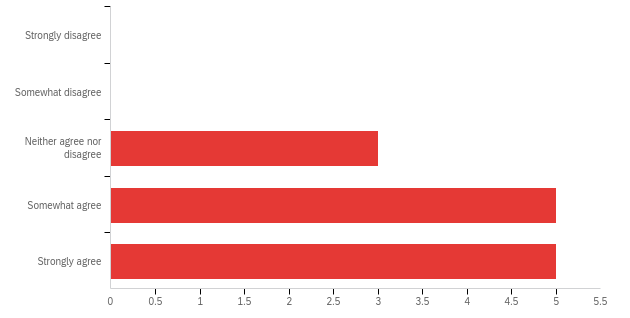 Strongly disagree
Somewhat disagree
Neither agree nor
disagree
Somewhat agree
Strongly agree
0 0.5 1 1.5 2 2.5 3 3.5 4 4.5 5 5.5